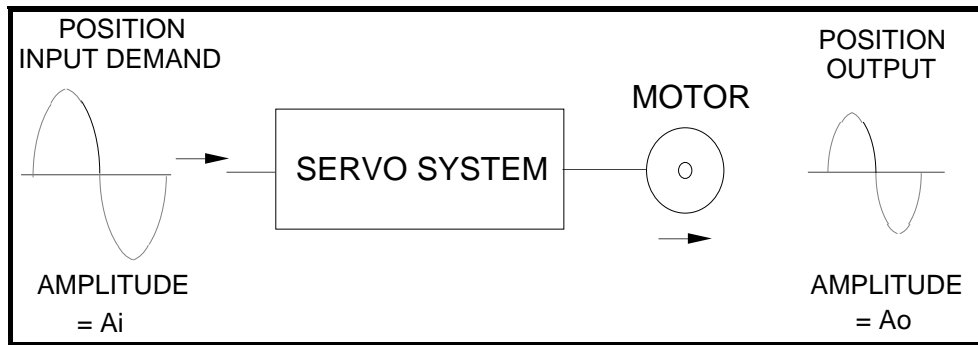 POSITION
INPUT DEMAND
AMPLITUDE
= Ai
SERVO SYSTEM
MOTOR
POSITION
OUTPUT
AMPLITUDE
= Ao